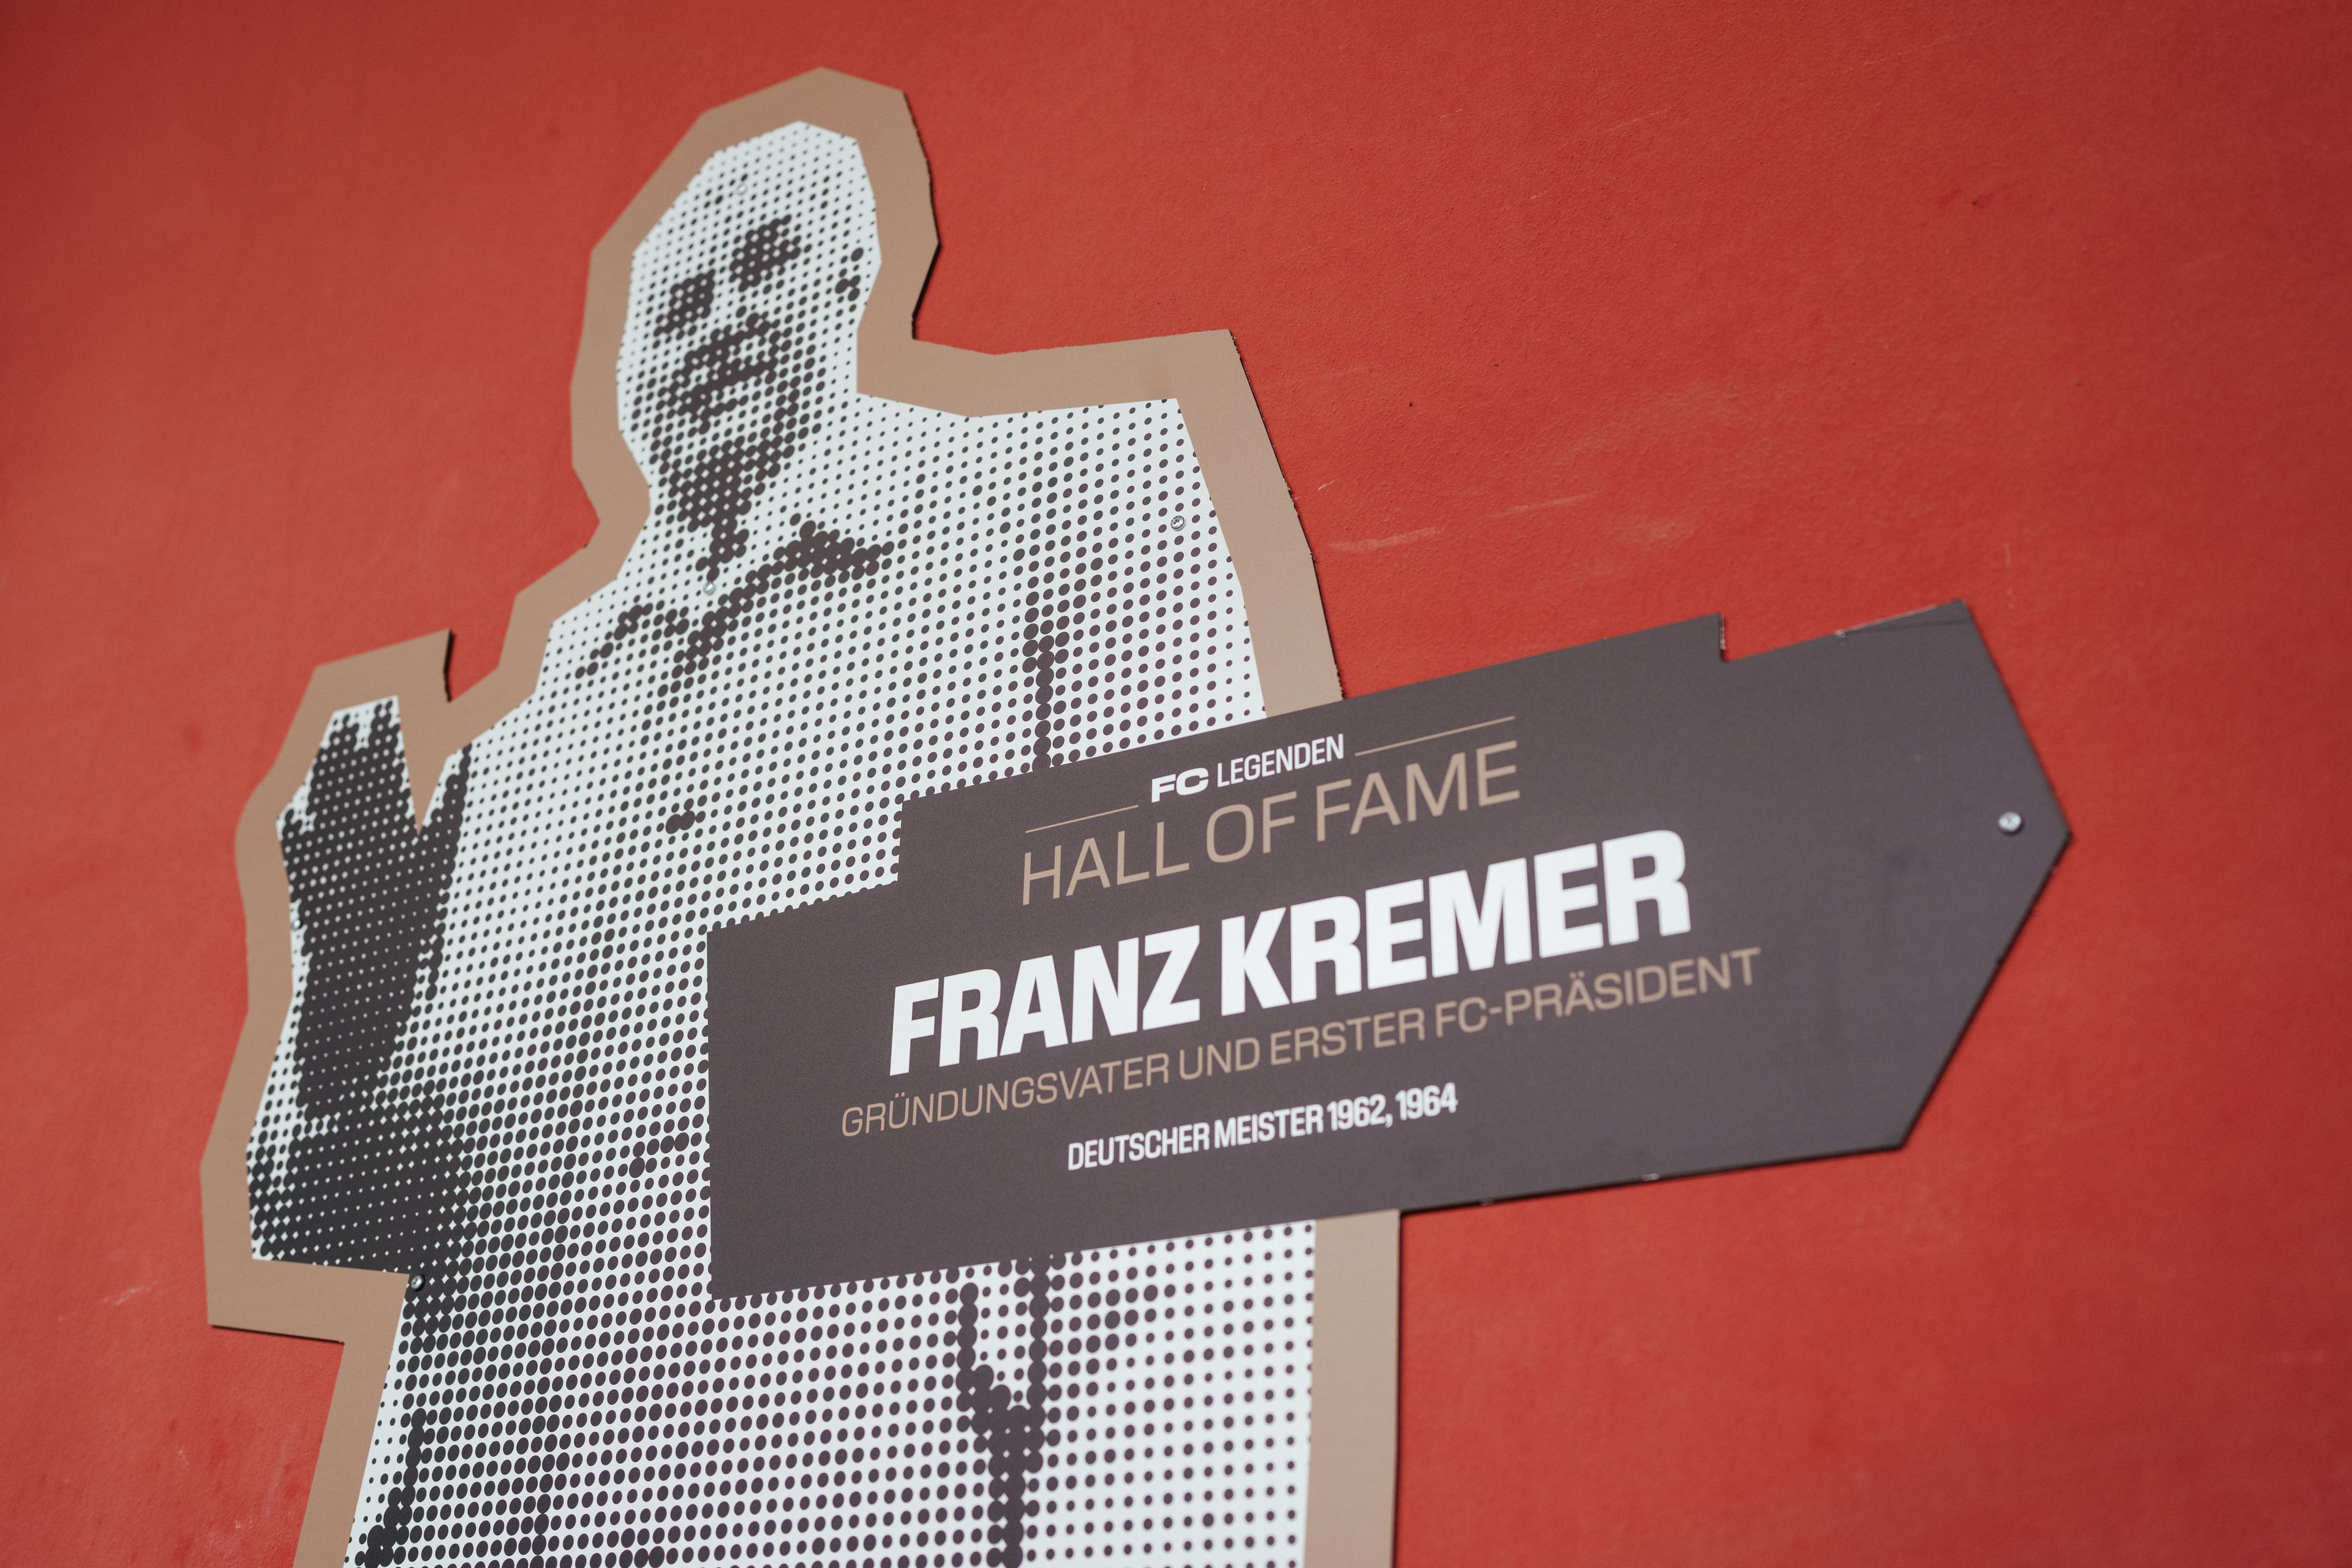 FC LEGENDEN
HALL OF FAME
FRANZ KREMER
GRÜNDUNGSVATER UND ERSTER FC-PRÄSIDENT
DEUTSCHER MEISTER 1962, 1964